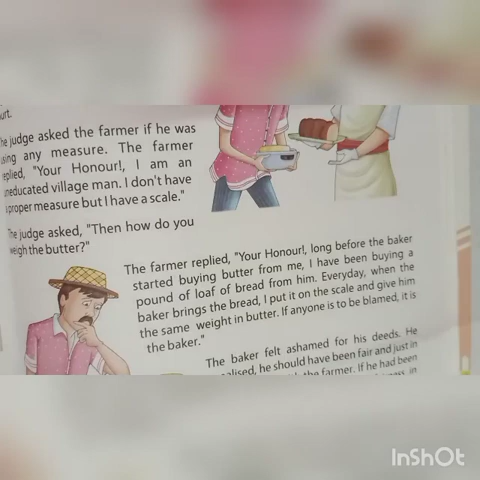 urt.
he judge asked the farmer if he was
using any measure. The farmer
replied, "Your Honour!, I am an
uneducated village man. I don't have
proper measure but I have a scale."
The judge asked, "Then how do you
weigh the butter?"
The farmer replied, "Your Honour!, long before the baker
started buying butter from me, I have been buying a
pound of loaf of bread from him. Everyday, when the
baker brings the bread, I put it on the scale and give him
the same weight in butter. If anyone is to be blamed, it is
the baker."
The baker felt ashamed for his deeds. He
alised, he should have been fair and just in
the farmer. If he had been
in
InShOt